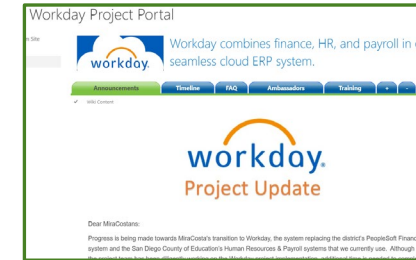 Workday Project Portal
Site
workday.
Workday combines finance, HR, and payroll in
seamless cloud ERP system.
Announcements Timeline FAQ Ambassadors Training + -
Wiki Content
workday.
Project Update
Dear MiraCostans:
Progress is being made towards MiraCosta's transition to Workday, the system replacing the district's PeopleSoft Financ
system and the San Diego County of Education's Human Resources & Payroll systems that we currently use. Although